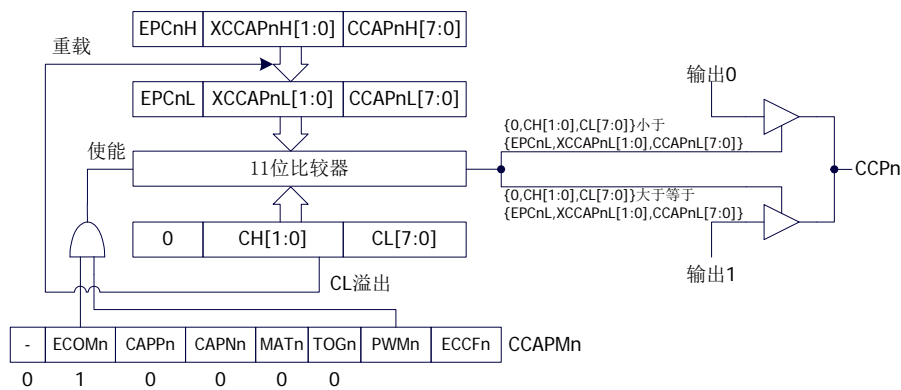 EPCnH XCCAPnH[1:0] CCAPnH[7:0]
重载
输出0
EPCnL XCCAPnL[1:0] CCAPnL[7:0]
{0,CH[1:0],CL[7:0]}小于
{EPCnL,XCCAPnL[1:0],CCAPnL[7:0]}
使能
11位比较器
CCPn
{0,CH[1:0],CL[7:0]}大于等于
{EPCnL,XCCAPnL[1:0],CCAPnL[7:0]}
0 CH[1:0] CL[7:0]
输出1
CL溢出
- ECOMn CAPPn CAPNn MATn TOGn PWMn ECCFn CCAPMn
0 1 0 0 0 0